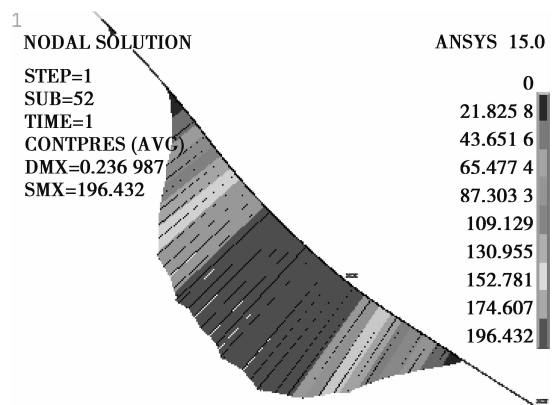 1
NODAL SOLUTION
STEP=1
SUB=52
TIME=1
CONTPRES (AVG)
DMX=0.236 987
SMX=196.432
ANSYS 15.0
0
21.825 8
43.651 6
65.477 4
87.303 3
109.129
130.955
152.781
174.607
196.432